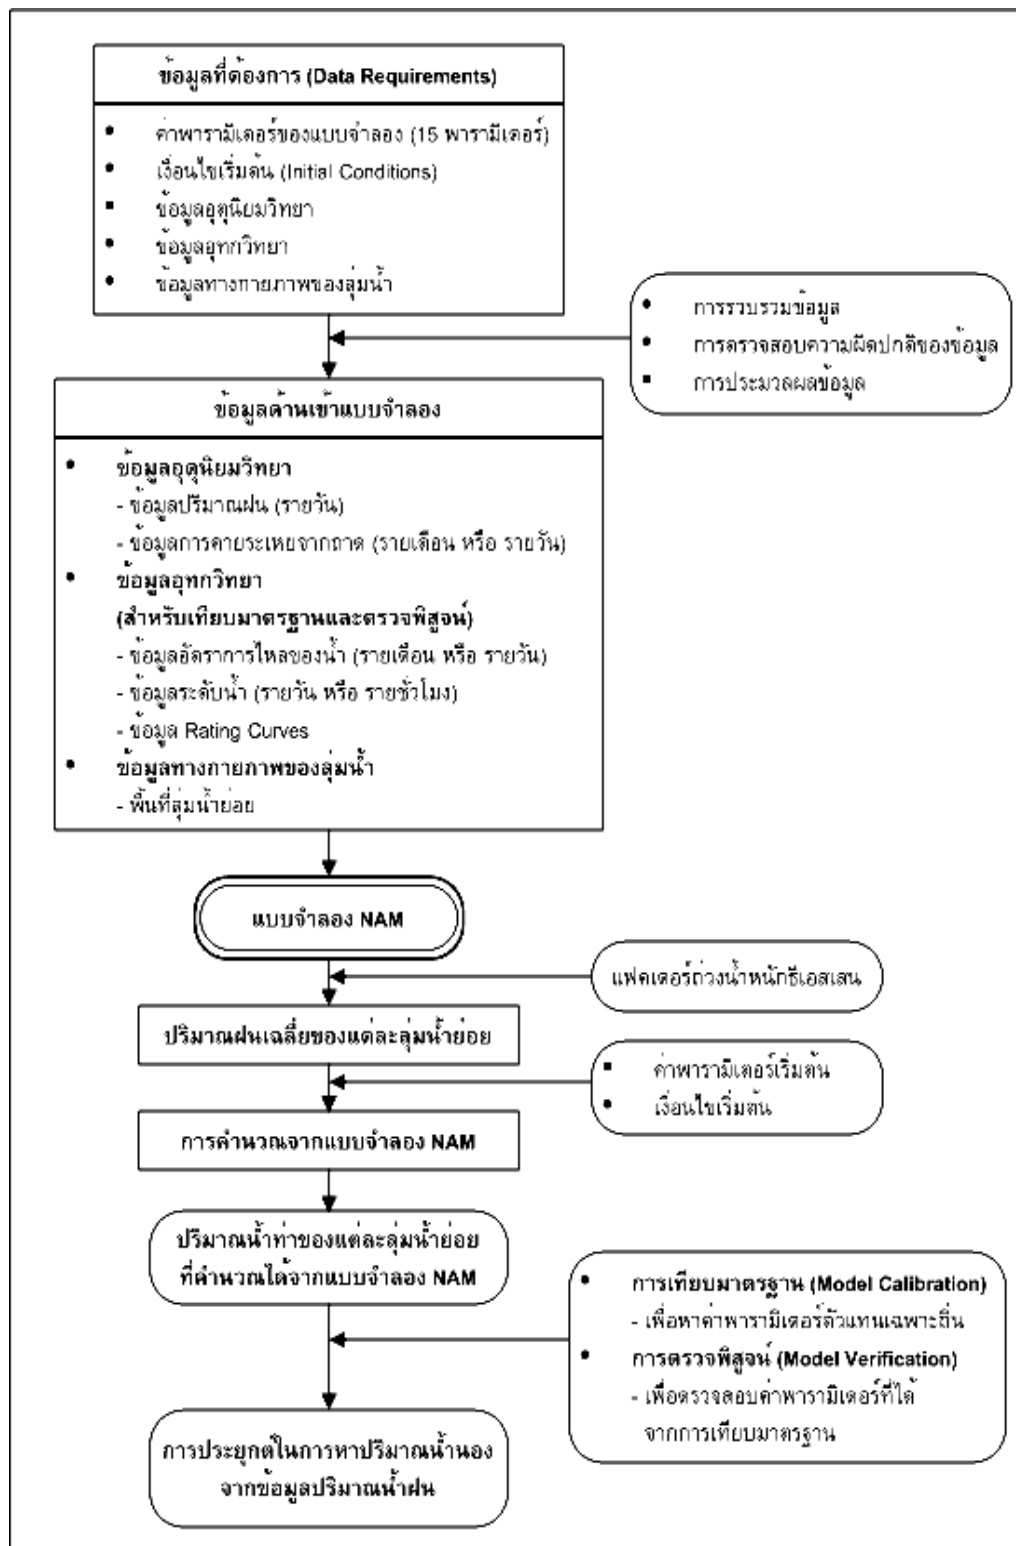 ข้อมูลที่ต้องการ (Data Requirements)
• ค่าพารามิเตอร์ของแบบจำลอง (15 พารามิเตอร์)
• เงื่อนไขเริ่มต้น (Initial Conditions)
▪ ข้อมูลอุตุนิยมวิทยา
• ข้อมูลอุทกวิทยา
• ข้อมูลทางกายภาพของลุ่มน้ำ
• การรวบรวมข้อมูล
• การตรวจสอบความผิดปกติของข้อมูล
▪ การประมวลผลข้อมูล
ข้อมูลด้านเข้าแบบจำลอง
• ข้อมูลอุตุนิยมวิทยา
- ข้อมูลปริมาณฝน (รายวัน)
- ข้อมูลการคายระเหยจากถาด (รายเดือน หรือ รายวัน)
• ข้อมูลอุทกวิทยา
(สำหรับเทียบมาตรฐานและตรวจพิสูจน์)
- ข้อมูลอัตราการไหลของน้ำ (รายเดือน หรือ รายวัน)
- ข้อมูลระดับน้ำ (รายวัน หรือ รายชั่วโมง)
- ข้อมูล Rating Curves
• ข้อมูลทางกายภาพของลุ่มน้ำ
- พื้นที่ลุ่มน้ำย่อย
แบบจำลอง NAM
แฟคเตอร์ถ่วงน้ำหนักธีเอสเสน
ปริมาณฝนเฉลี่ยของแต่ละลุ่มน้ำย่อย
▪ ค่าพารามิเตอร์เริ่มต้น
• เงื่อนไขเริ่มต้น
การคำนวณจากแบบจำลอง NAM
ปริมาณน้ำท่าของแต่ละลุ่มน้ำย่อย
ที่คำนวณได้จากแบบจำลอง NAM
• การเทียบมาตรฐาน (Model Calibration)
- เพื่อหาค่าพารามิเตอร์ตัวแทนเฉพาะถิ่น
• การตรวจพิสูจน์ (Model Verification)
- เพื่อตรวจสอบค่าพารามิเตอร์ที่ได้
จากการเทียบมาตรฐาน
การประยุกต์ในการหาปริมาณน้ำนอง
จากข้อมูลปริมาณน้ำฝน